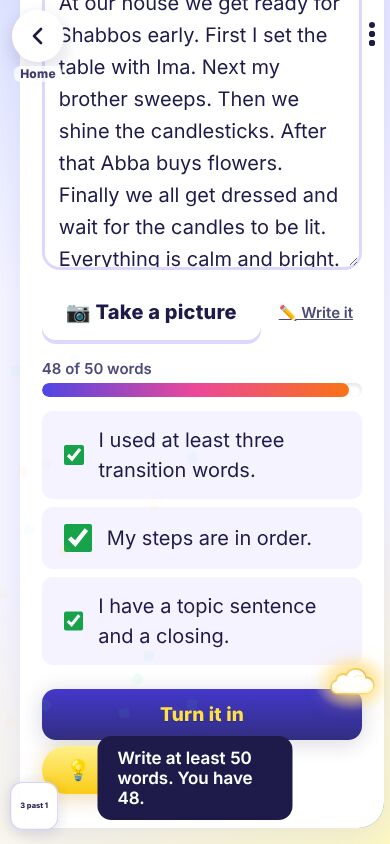 At our house we get ready for
Shabbos early. First I set the
table with Ima. Next my
brother sweeps. Then we
shine the candlesticks. After
that Abba buys flowers.
Finally we all get dressed and
wait for the candles to be lit.
Everything is calm and bright.
Home
Take a picture
Write it
48 of 50 words
I used at least three
transition words.
My steps are in order.
I have a topic sentence
and a closing.
Turn it in
Write at least 50
words. You have
48.
3 past 1